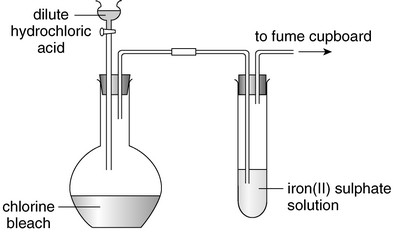 dilute
hydrochloric
acid
to fume cupboard
chlorine
bleach
iron(II) sulphate
solution